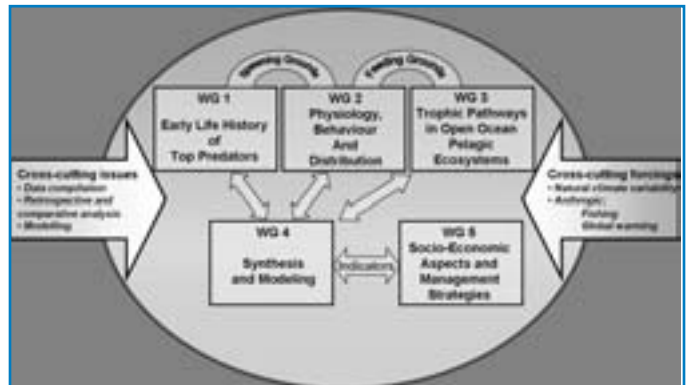 Spawning Grounds
Feeding Grounds
WG 1
Early Life History
of
Top Predators
WG 2
Physiology,
Behaviour
And
Distribution
WG 3
Trophic Pathways
in Open Ocean
Pelagic
Ecosystems
Cross-cutting issues
• Data compilation
• Retrospective and
comparative analysis
• Modelling
Cross-cutting forcings
• Natural climate variability
• Anthropic:
Fishing
Global warming
WG 4
Synthesis
and Modeling
Indicators
WG 5
Socio-Economic
Aspects and
Management
Strategies